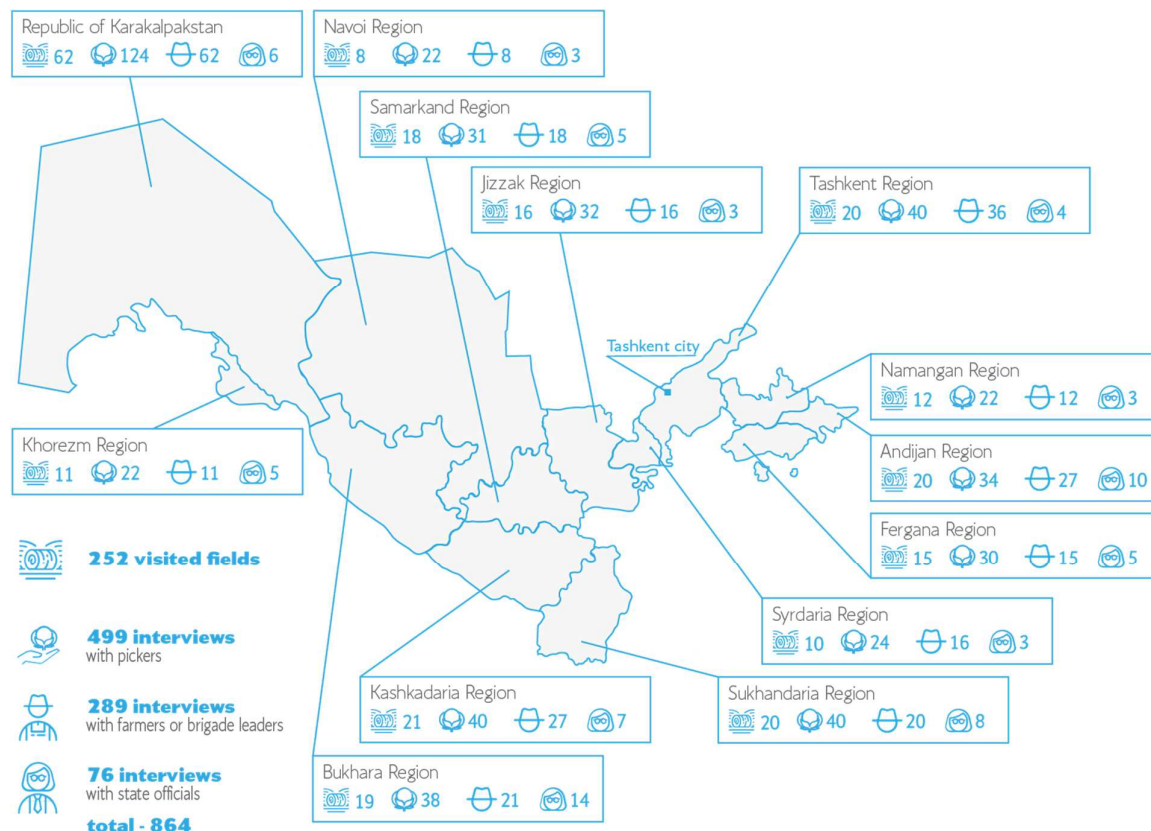 Republic of Karakalpakstan
62 124 62 6
Navoi Region
8 22 8 3
Samarkand Region
18 31 18 5
Jizzak Region
16 32 16 3
Tashkent Region
20 40 36 4
Tashkent city
Namangan Region
12 22 12 3
Khorezm Region
11 22 11 5
Andijan Region
20 34 27 10
Fergana Region
15 30 15 5
Syrdaria Region
10 24 16 3
Kashkadaria Region
21 40 27 7
Sukhandaria Region
20 40 20 8
Bukhara Region
19 38 21 14
252 visited fields
499 interviews
with pickers
289 interviews
with farmers or brigade leaders
76 interviews
with state officials
total - 864